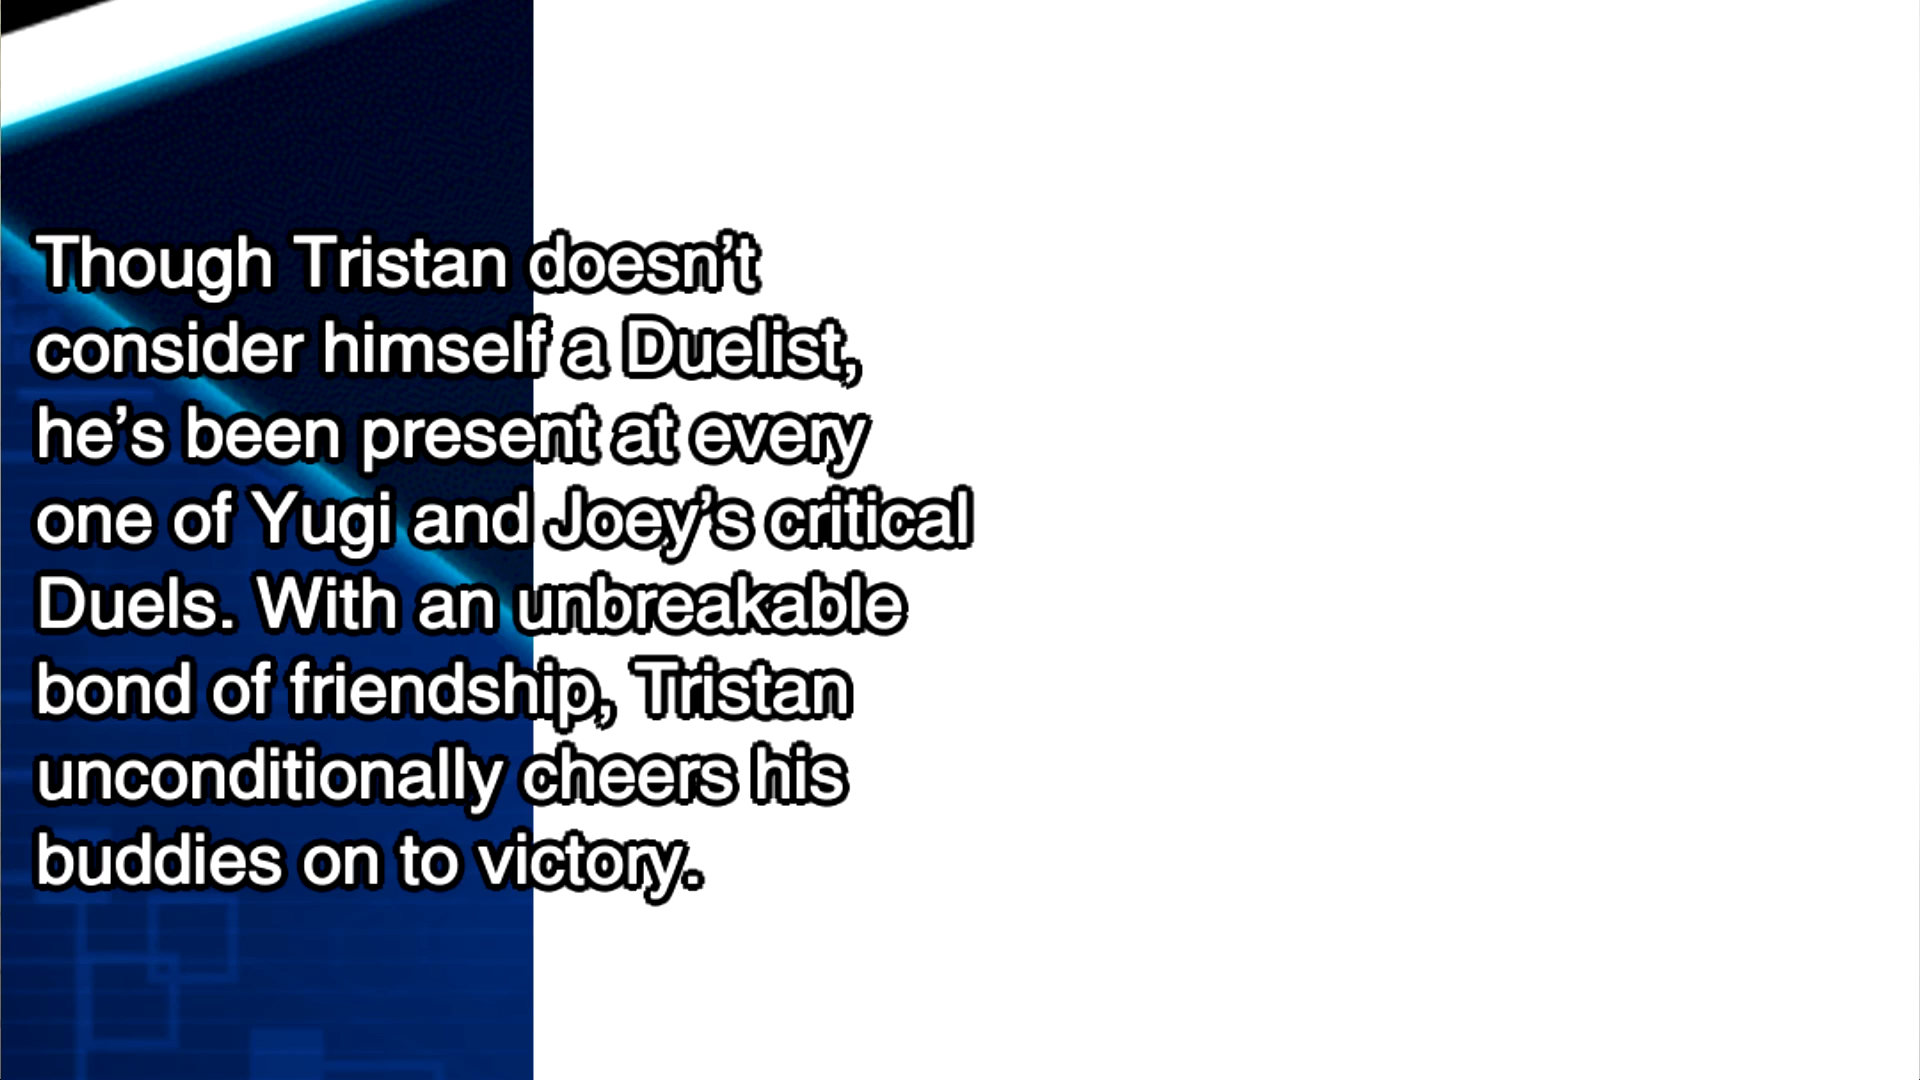 Though Tristan doesn’t
consider himself a Duelist,
he’s been present at every
one of Yugi and Joey’s critical
Duels. With an unbreakable
bond of friendship, Tristan
unconditionally cheers his
buddies on to victory.